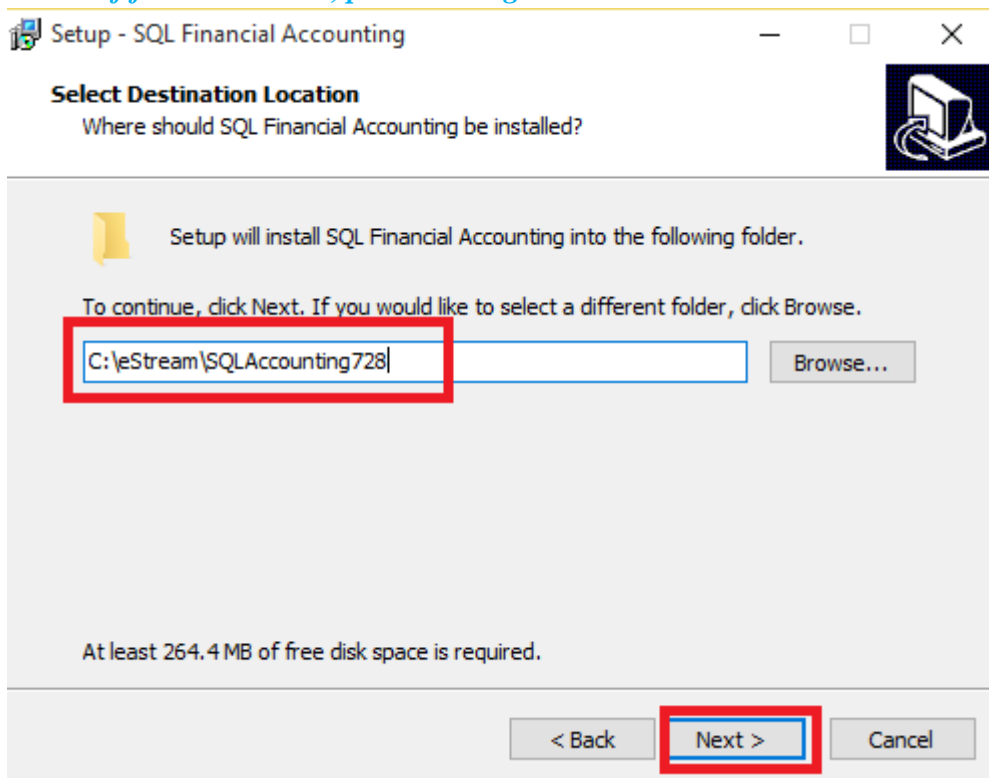 Setup - SQL Financial Accounting
Select Destination Location
Where should SQL Financial Accounting be installed?
Setup will install SQL Financial Accounting into the following folder.
To continue, click Next. If you would like to select a different folder, click Browse.
C:\eStream\SQLAccounting728
Browse...
At least 264.4 MB of free disk space is required.
< Back
Next >
Cancel